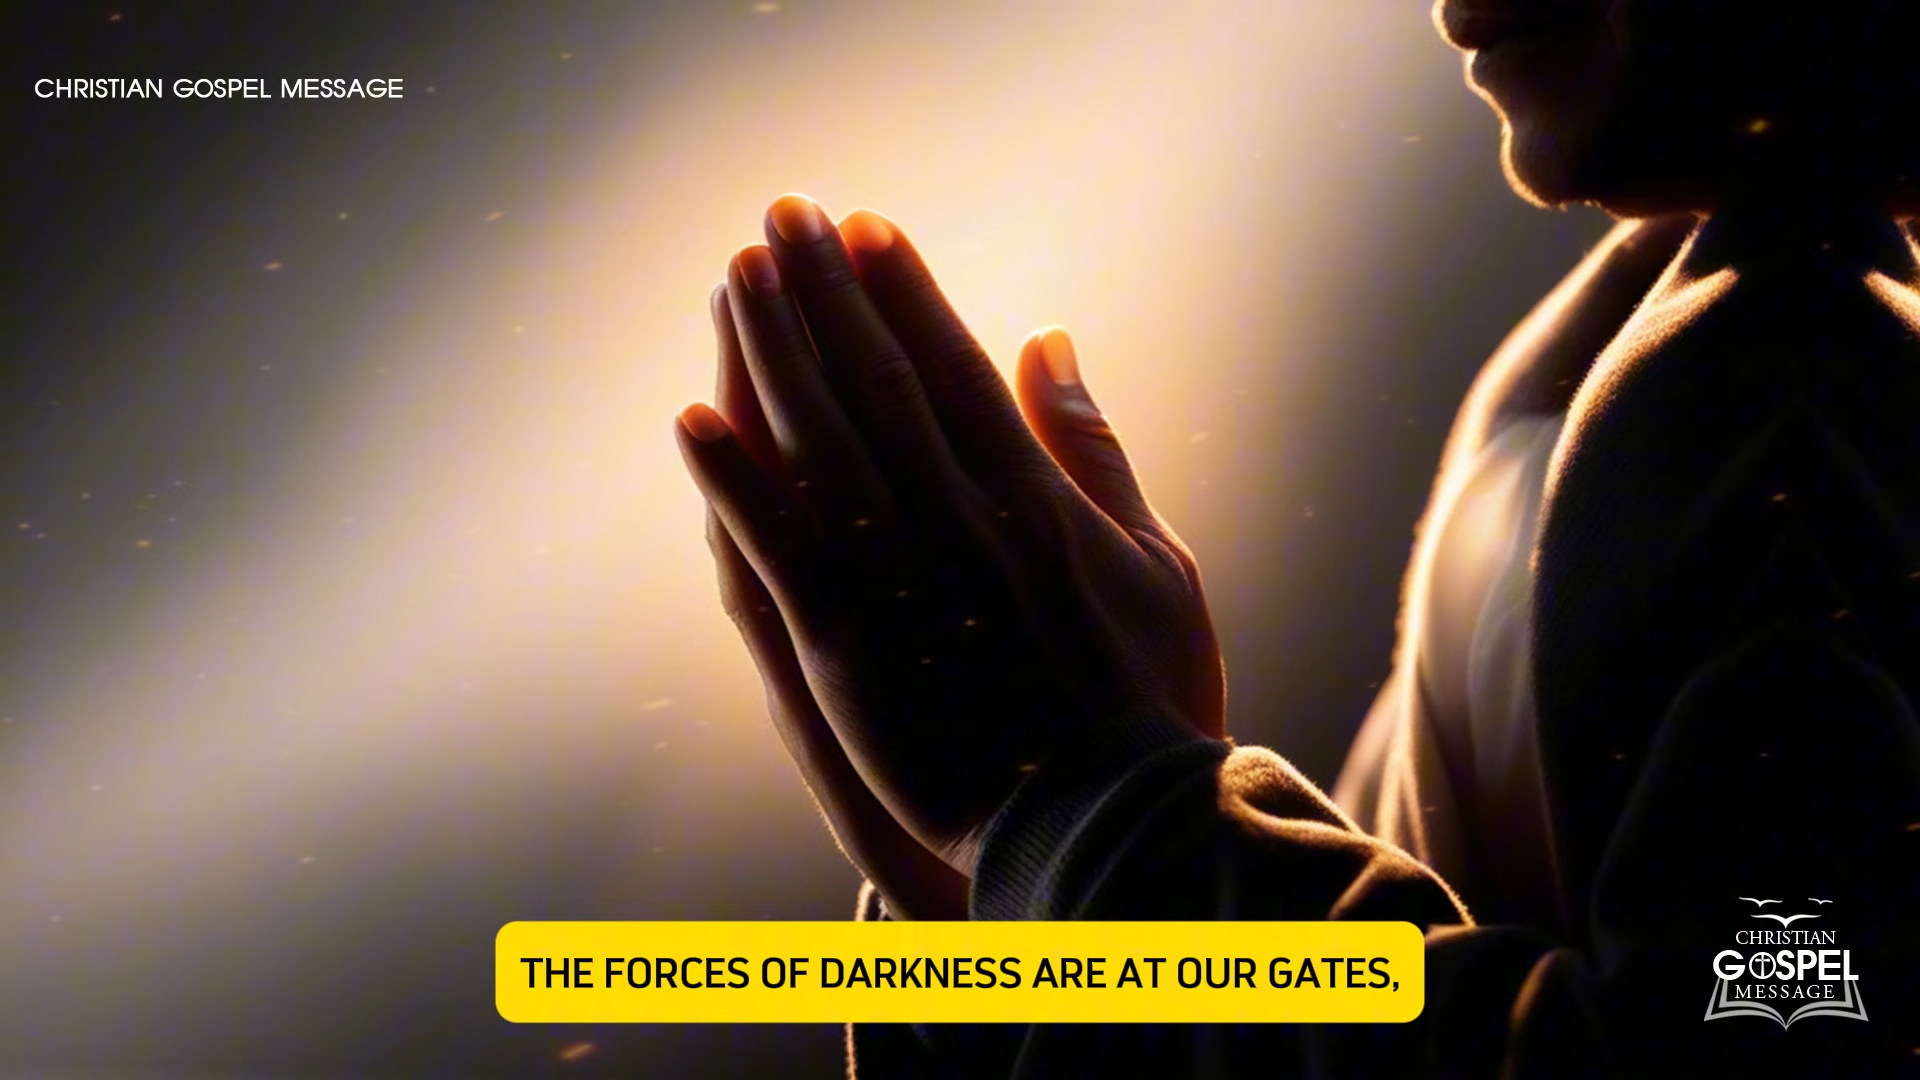 CHRISTIAN GOSPEL MESSAGE
THE FORCES OF DARKNESS ARE AT OUR GATES,
CHRISTIAN
GOSPEL
MESSAGE